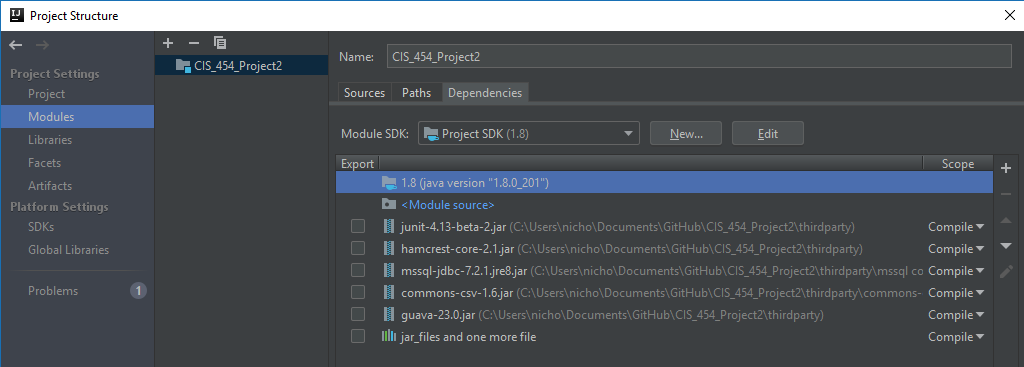 Project Structure
Project Settings
Project
Modules
Libraries
Facets
Artifacts
Platform Settings
SDKs
Global Libraries
Problems 1
CIS_454_Project2
Name: CIS_454_Project2
Sources Paths Dependencies
Module SDK: Project SDK (1.8) New... Edit
Export Scope
1.8 (java version "1.8.0_201")
<Module source>
junit-4.13-beta-2.jar (C:\Users\nicho\Documents\GitHub\CIS_454_Project2\thirdparty) Compile
hamcrest-core-2.1.jar (C:\Users\nicho\Documents\GitHub\CIS_454_Project2\thirdparty) Compile
mssql-jdbc-7.2.1.jre8.jar (C:\Users\nicho\Documents\GitHub\CIS_454_Project2\thirdparty\mssql co Compile
commons-csv-1.6.jar (C:\Users\nicho\Documents\GitHub\CIS_454_Project2\thirdparty\commons- Compile
guava-23.0.jar (C:\Users\nicho\Documents\GitHub\CIS_454_Project2\thirdparty) Compile
jar_files and one more file Compile